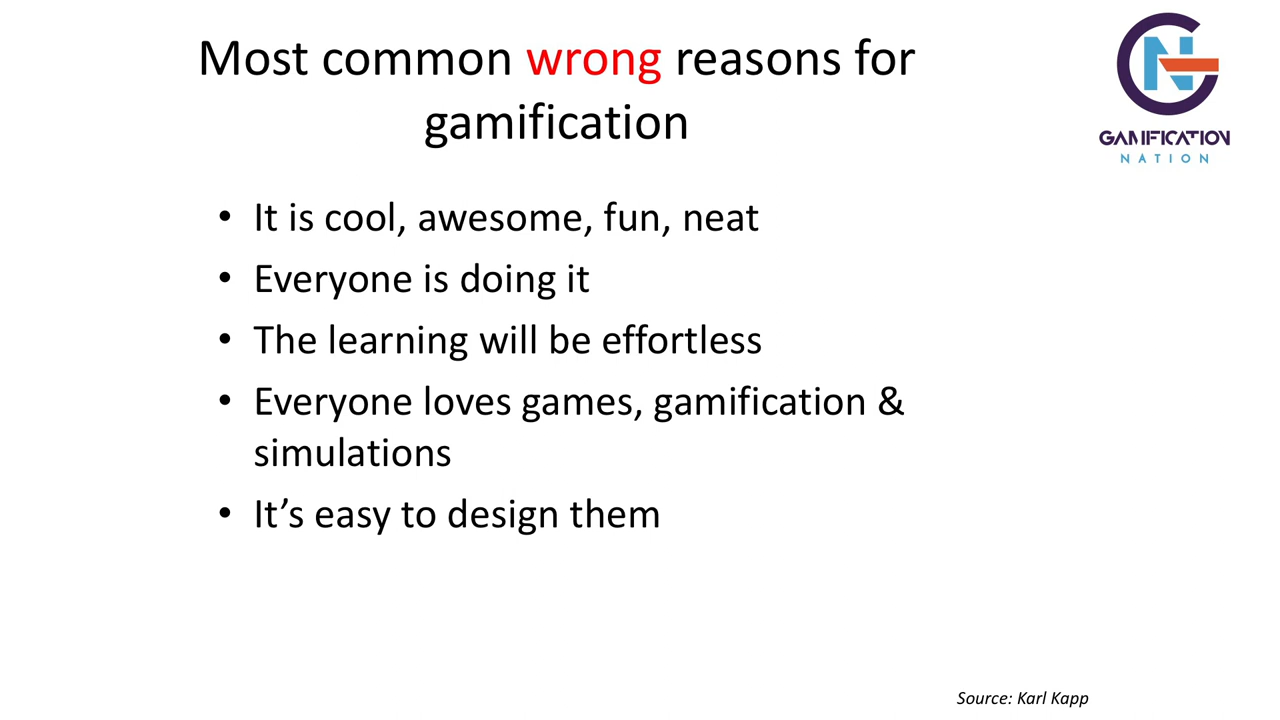 Most common wrong reasons for
gamification
GAMIFICATION
NATION
• It is cool, awesome, fun, neat
• Everyone is doing it
• The learning will be effortless
• Everyone loves games, gamification &
simulations
• It’s easy to design them
Source: Karl Kapp